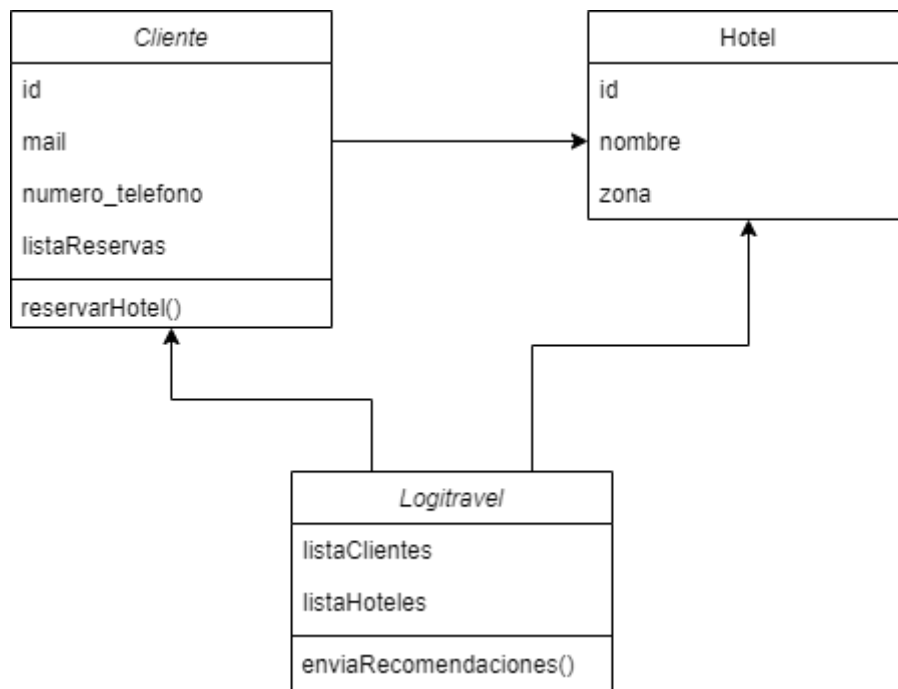 Cliente
id
mail
numero_telefono
listaReservas
reservarHotel()
Hotel
id
nombre
zona
Logitravel
listaClientes
listaHoteles
enviaRecomendaciones()